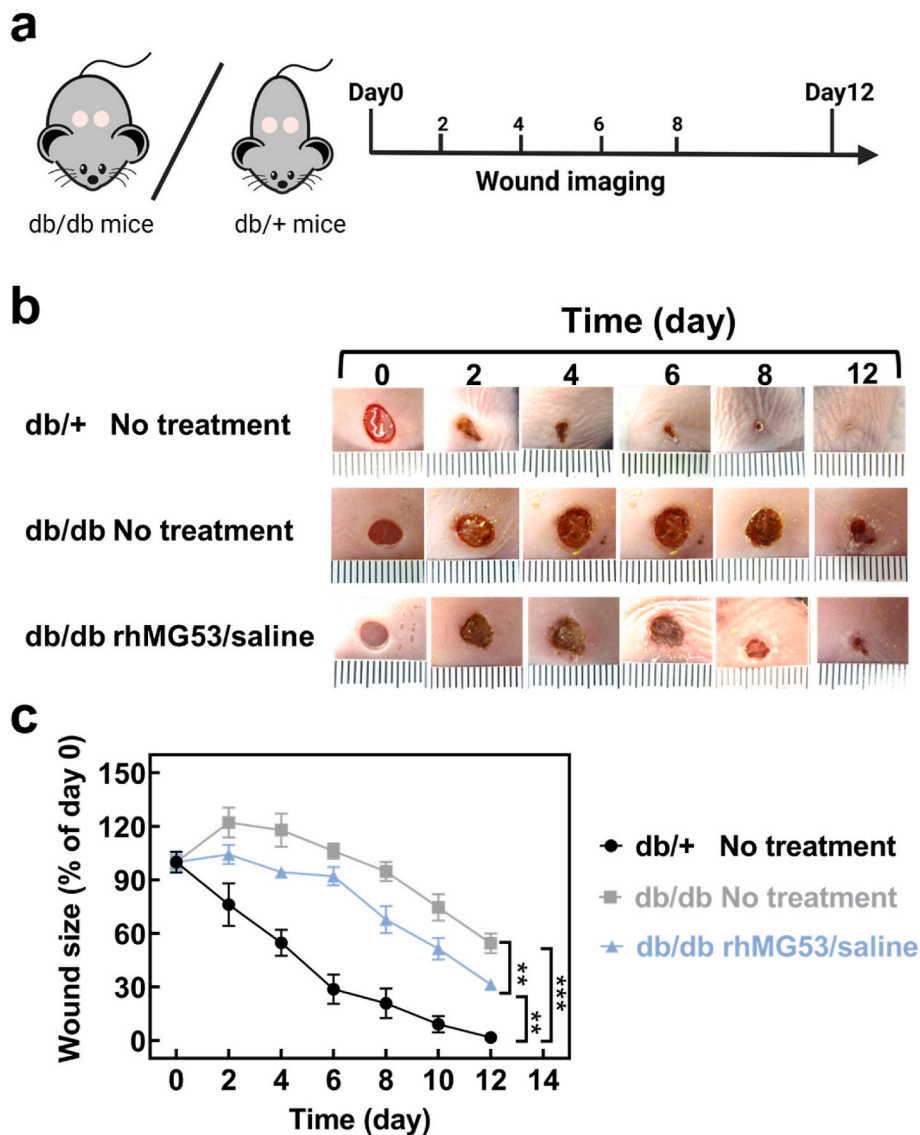 a
Day0 2 4 6 8 Day12
Wound imaging
db/db mice db/+ mice
b
Time (day)
0 2 4 6 8 12
db/+ No treatment
db/db No treatment
db/db rhMG53/saline
c
Wound size (% of day 0)
150
120
90
60
30
0
0 2 4 6 8 10 12 14
Time (day)
**
**
***
db/+ No treatment
db/db No treatment
db/db rhMG53/saline